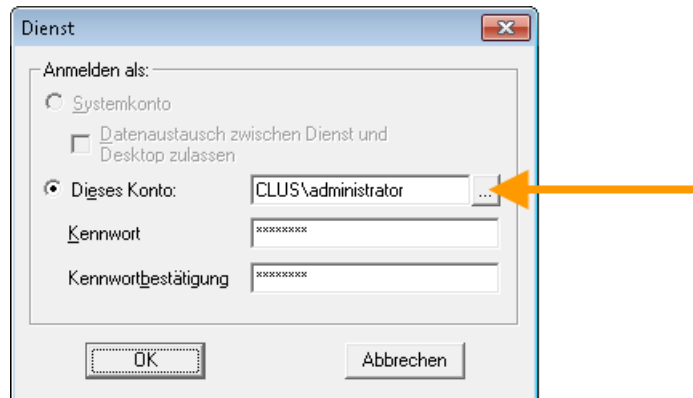 Dienst
Anmelden als:
Systemkonto
Datenaustausch zwischen Dienst und
Desktop zulassen
Dieses Konto: CLUS\administrator ...
Kennwort ********
Kennwortbestätigung ********
OK Abbrechen